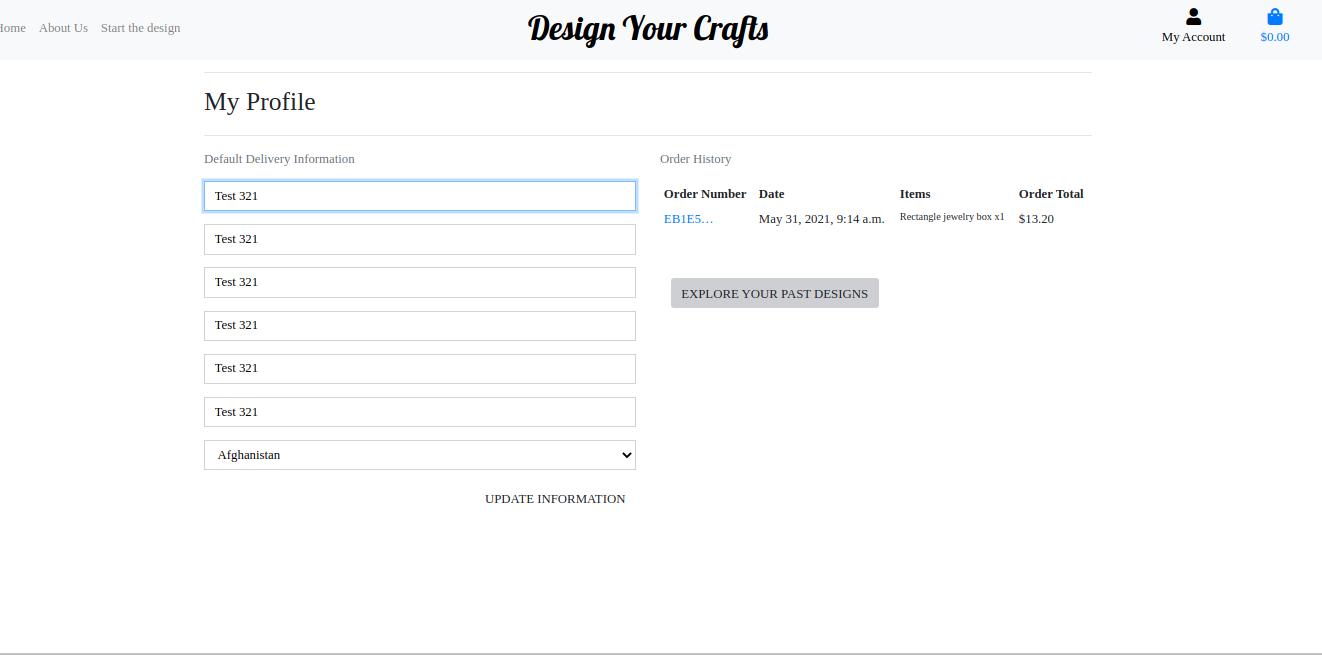 Home About Us Start the design
Design Your Crafts
My Account
$0.00
My Profile
Default Delivery Information
Test 321
Test 321
Test 321
Test 321
Test 321
Test 321
Afghanistan
UPDATE INFORMATION
Order History
Order Number Date Items Order Total
EB1E5… May 31, 2021, 9:14 a.m. Rectangle jewelry box x1 $13.20
EXPLORE YOUR PAST DESIGNS